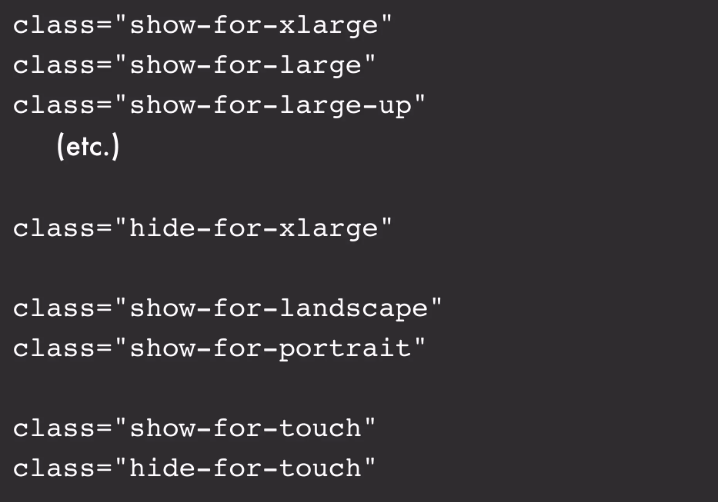 class="show-for-xlarge"
class="show-for-large"
class="show-for-large-up"
(etc.)
class="hide-for-xlarge"
class="show-for-landscape"
class="show-for-portrait"
class="show-for-touch"
class="hide-for-touch"